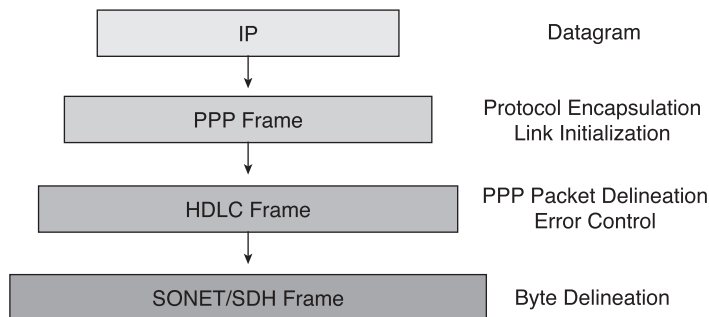 IP
Datagram
PPP Frame
Protocol Encapsulation
Link Initialization
HDLC Frame
PPP Packet Delineation
Error Control
SONET/SDH Frame
Byte Delineation